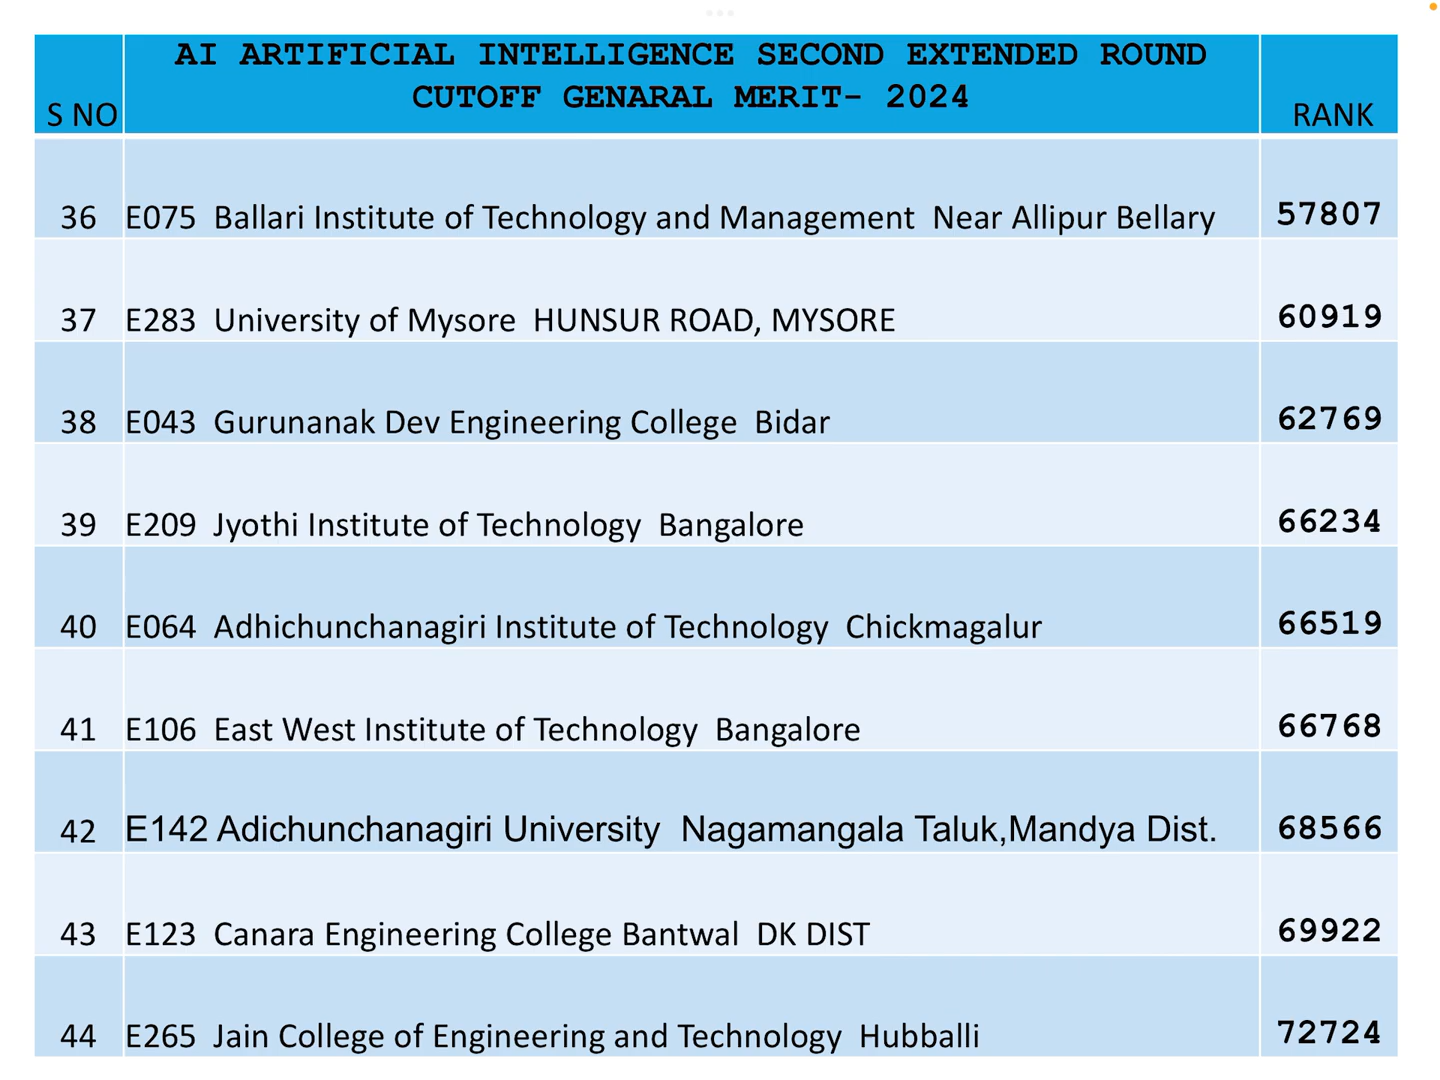 AI ARTIFICIAL INTELLIGENCE SECOND EXTENDED ROUND
CUTOFF GENARAL MERIT- 2024
S NO RANK
36 E075 Ballari Institute of Technology and Management Near Allipur Bellary 57807
37 E283 University of Mysore HUNSUR ROAD, MYSORE 60919
38 E043 Gurunanak Dev Engineering College Bidar 62769
39 E209 Jyothi Institute of Technology Bangalore 66234
40 E064 Adhichunchanagiri Institute of Technology Chickmagalur 66519
41 E106 East West Institute of Technology Bangalore 66768
42 E142 Adichunchanagiri University Nagamangala Taluk,Mandya Dist. 68566
43 E123 Canara Engineering College Bantwal DK DIST 69922
44 E265 Jain College of Engineering and Technology Hubballi 72724